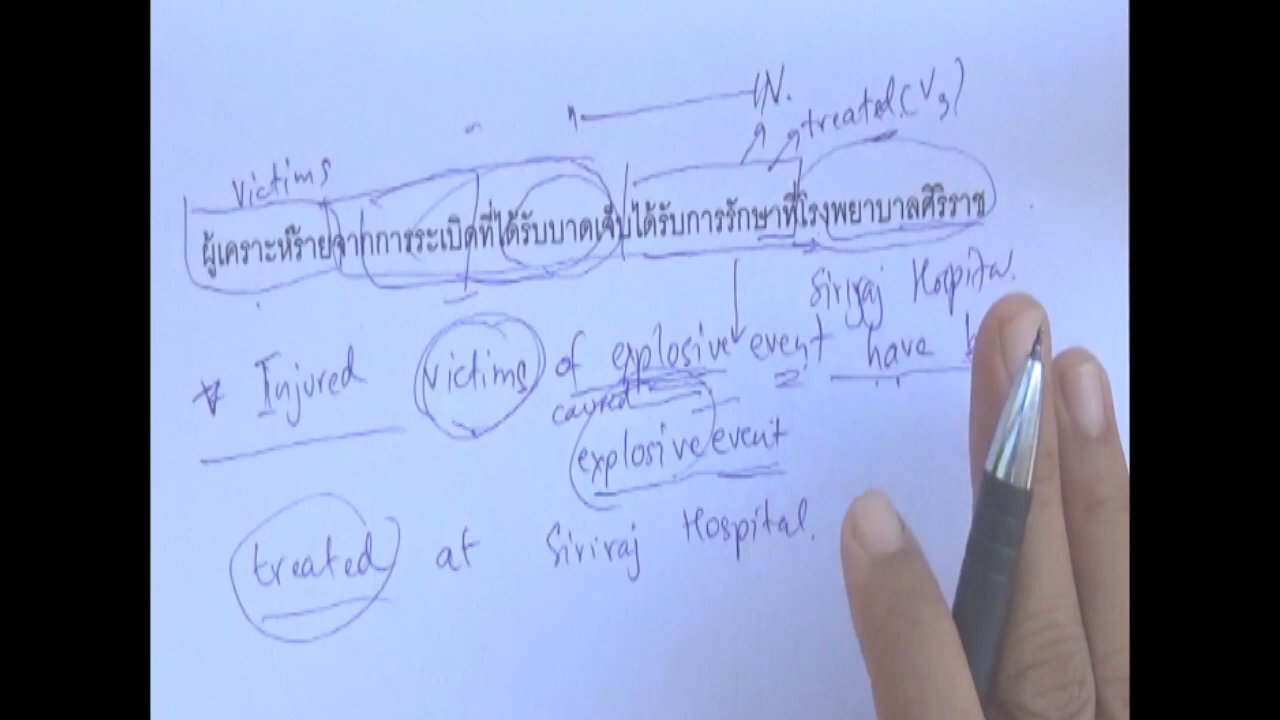 N.
treated (V3)
Victims
ผู้เคราะห์ร้ายจากการระเบิดที่ได้รับบาดเจ็บได้รับการรักษาที่โรงพยาบาลศิริราช
Siriraj Hospital.
Injured victims of explosive event have b
caused
explosive event
treated at Siriraj Hospital.